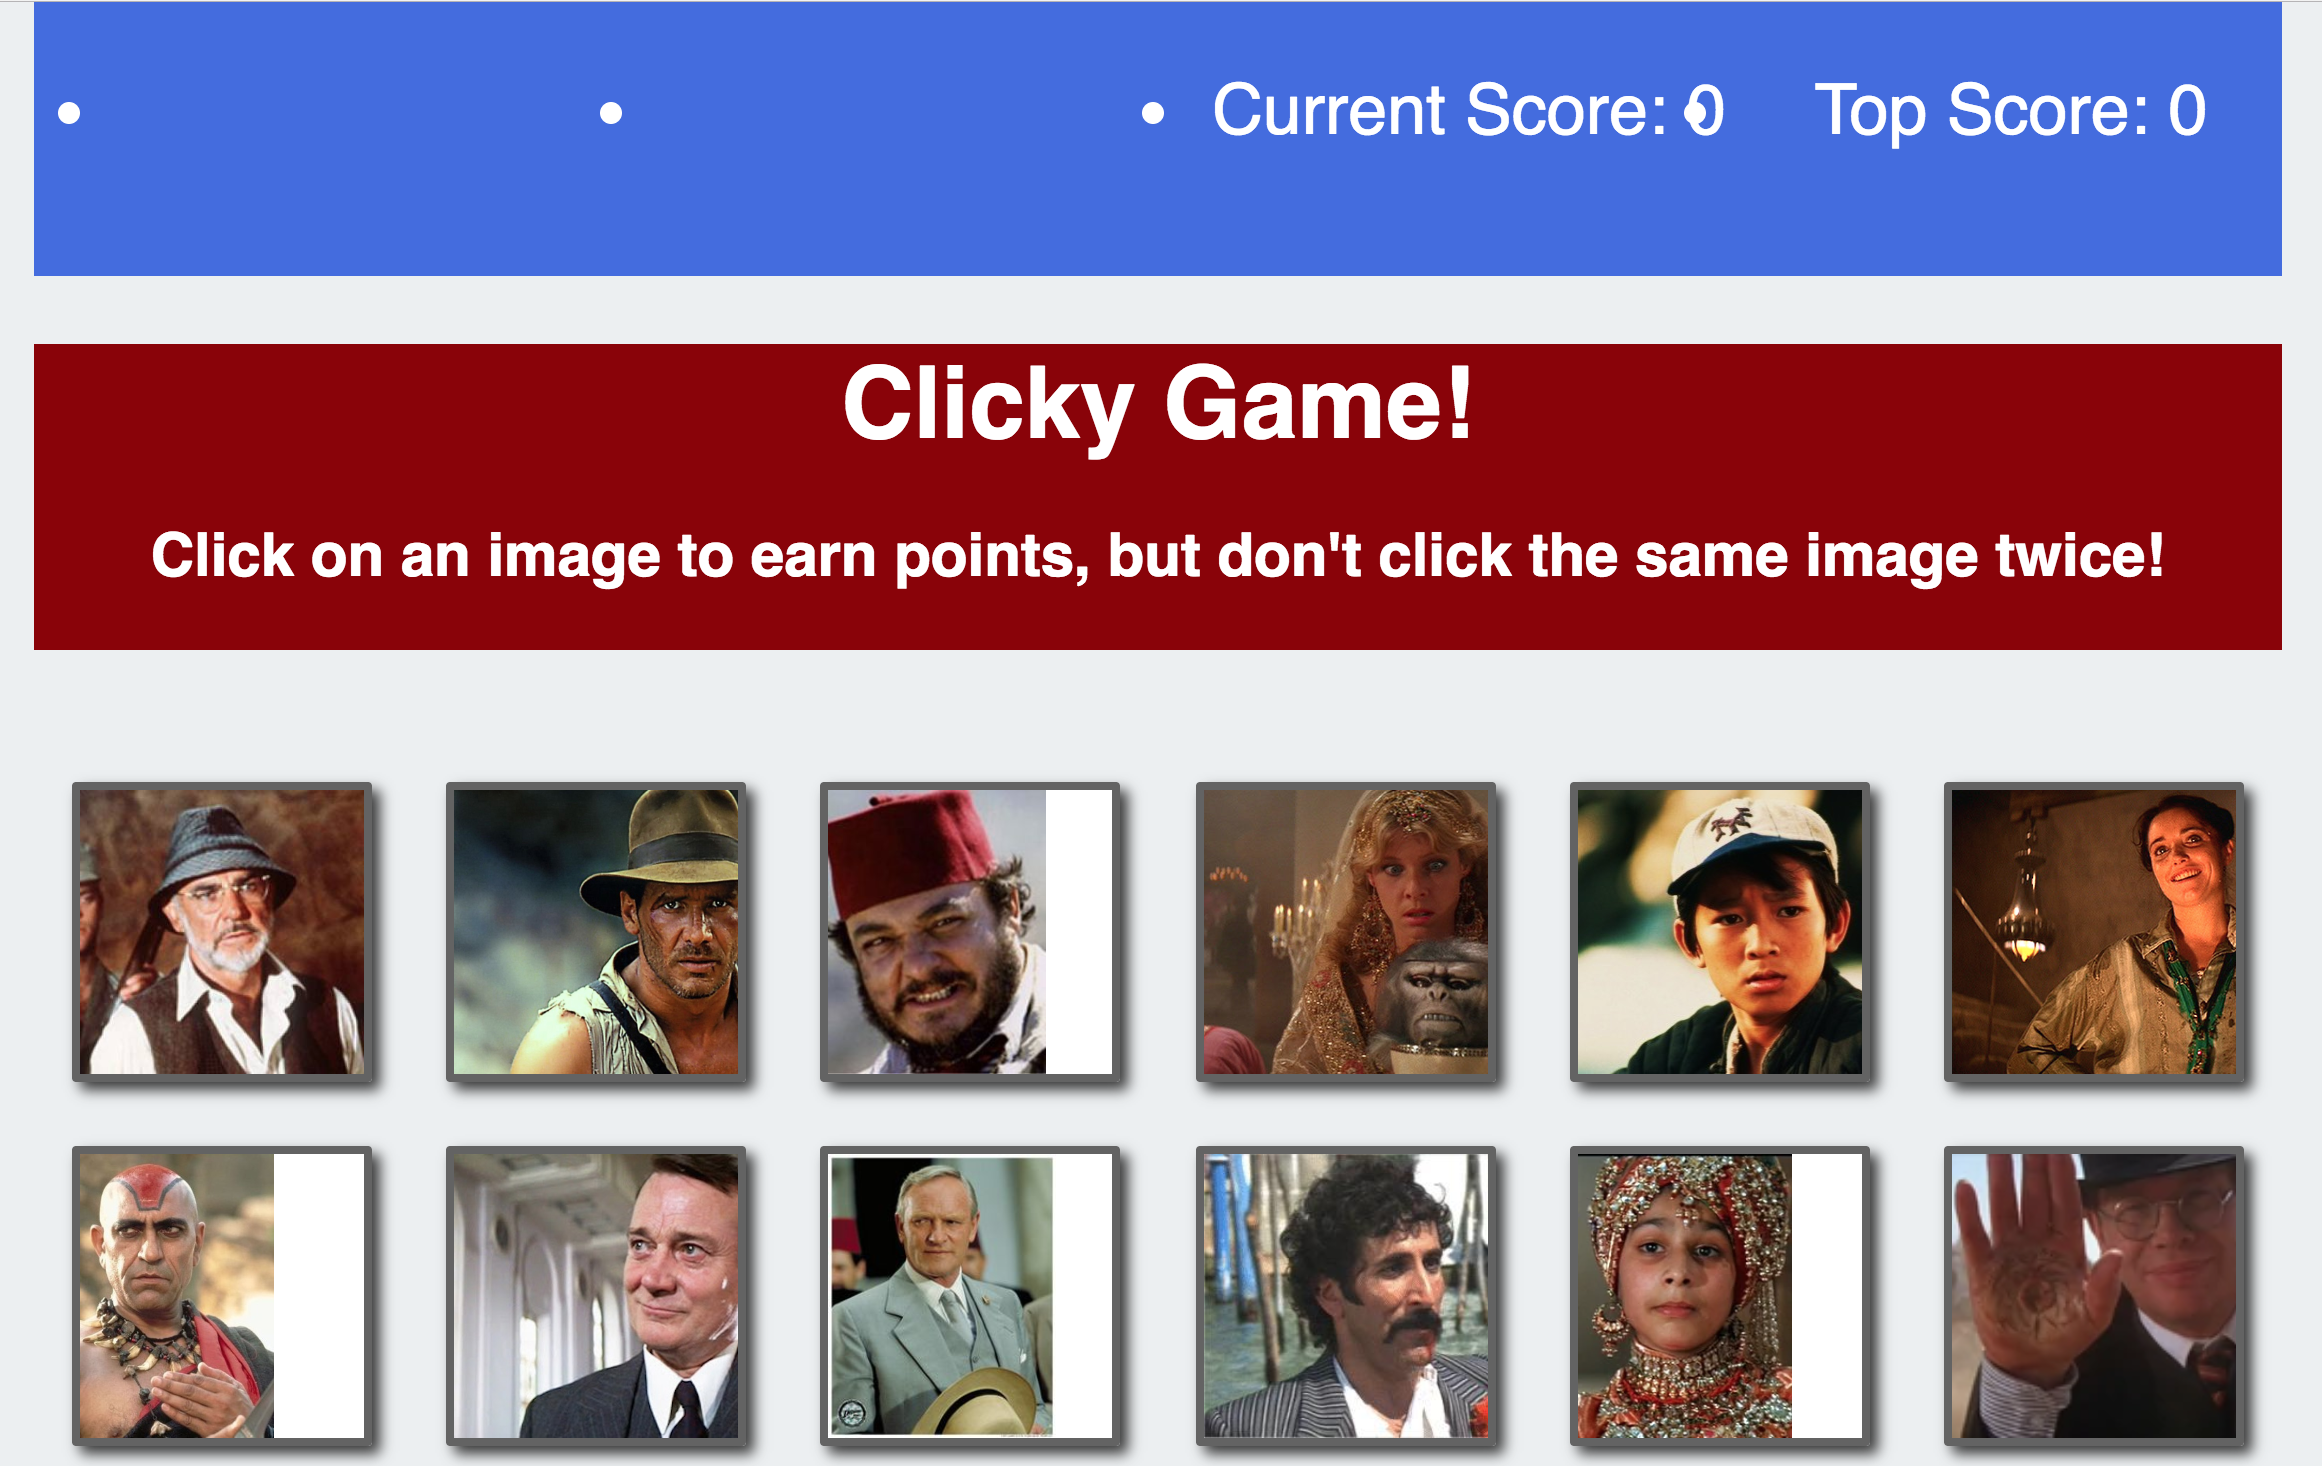 Current Score: 0 Top Score: 0
Clicky Game!
Click on an image to earn points, but don't click the same image twice!